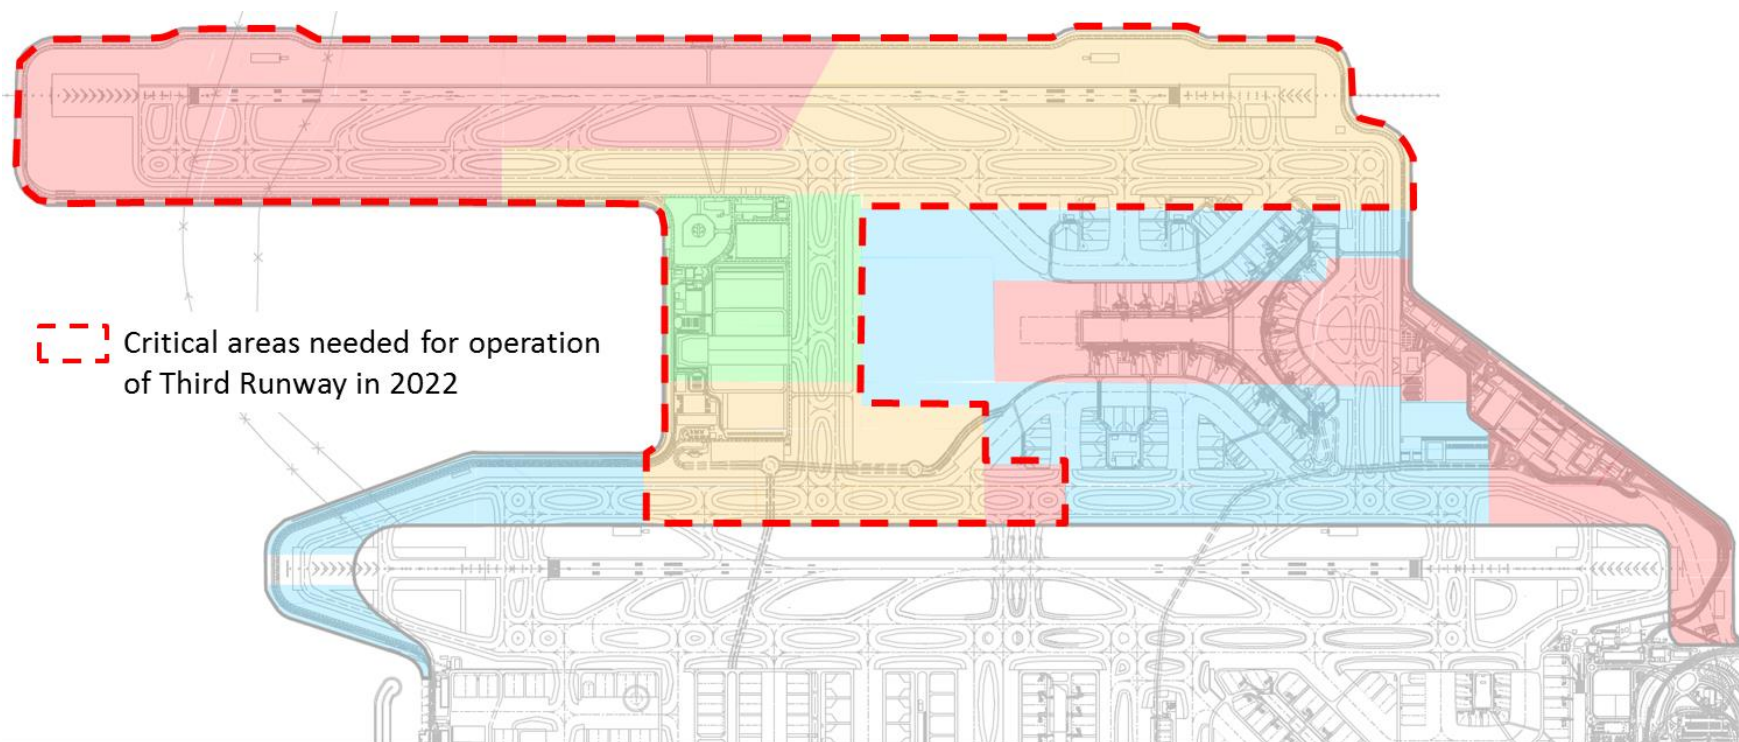 Critical areas needed for operation
of Third Runway in 2022